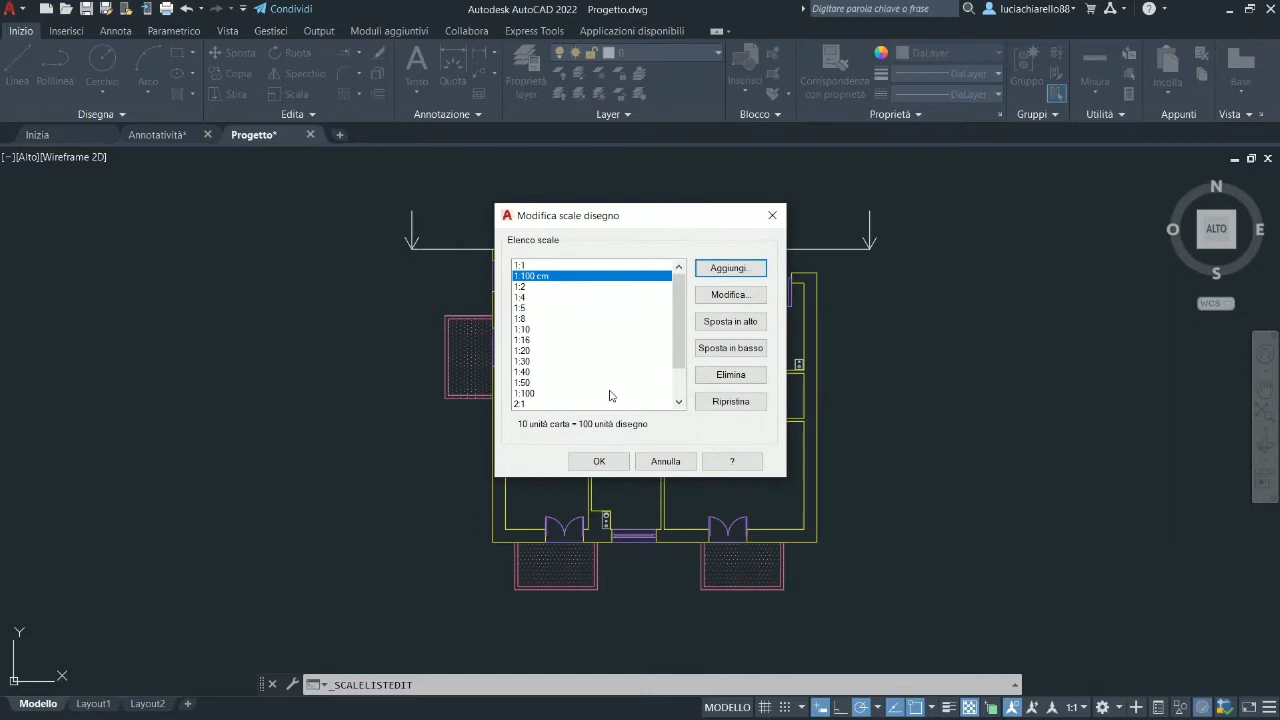 Condividi
Autodesk AutoCAD 2022 Progetto.dwg
Digitare parola chiave o frase
luciachiarello88
Inizio Inserisci Annota Parametrico Vista Gestisci Output Moduli aggiuntivi Collabora Express Tools Applicazioni disponibili
Linea Polilinea Cerchio Arco
Sposta Ruota
Copia Specchio
Stira Scala
Testo Quota
Proprietà layer
0
Inserisci
Corrispondenza con proprietà
DaLayer
DaLayer
DaLayer
Gruppo
Misura
Incolla
Base
Disegna Edita Annotazione Layer Blocco Proprietà Gruppi Utilità Appunti Vista
Inizia Annotatività* Progetto*
[−][Alto][Wireframe 2D]
N
O ALTO E
S
WCS
Modifica scale disegno
Elenco scale
1:1
1:100 cm
1:2
1:4
1:5
1:8
1:10
1:16
1:20
1:30
1:40
1:50
1:100
2:1
Aggiungi...
Modifica...
Sposta in alto
Sposta in basso
Elimina
Ripristina
10 unità carta = 100 unità disegno
OK Annulla ?
Y
X
_SCALELISTEDIT
Modello Layout1 Layout2
MODELLO
1:1